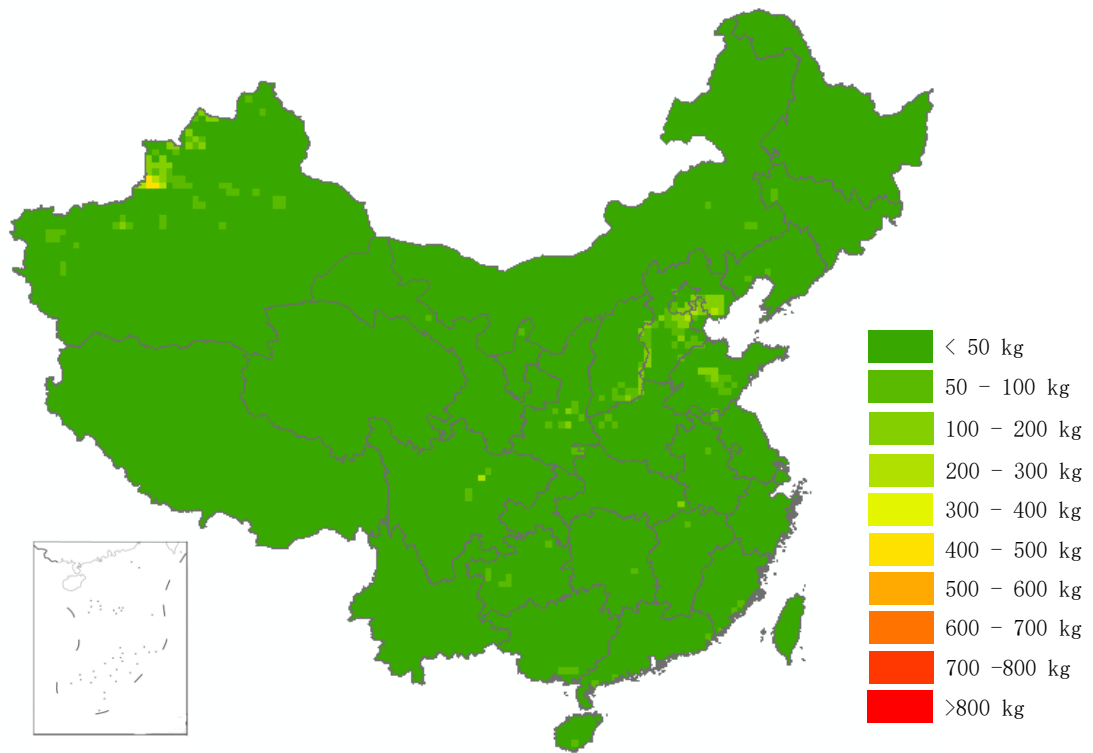 < 50 kg
50 - 100 kg
100 - 200 kg
200 - 300 kg
300 - 400 kg
400 - 500 kg
500 - 600 kg
600 - 700 kg
700 -800 kg
>800 kg